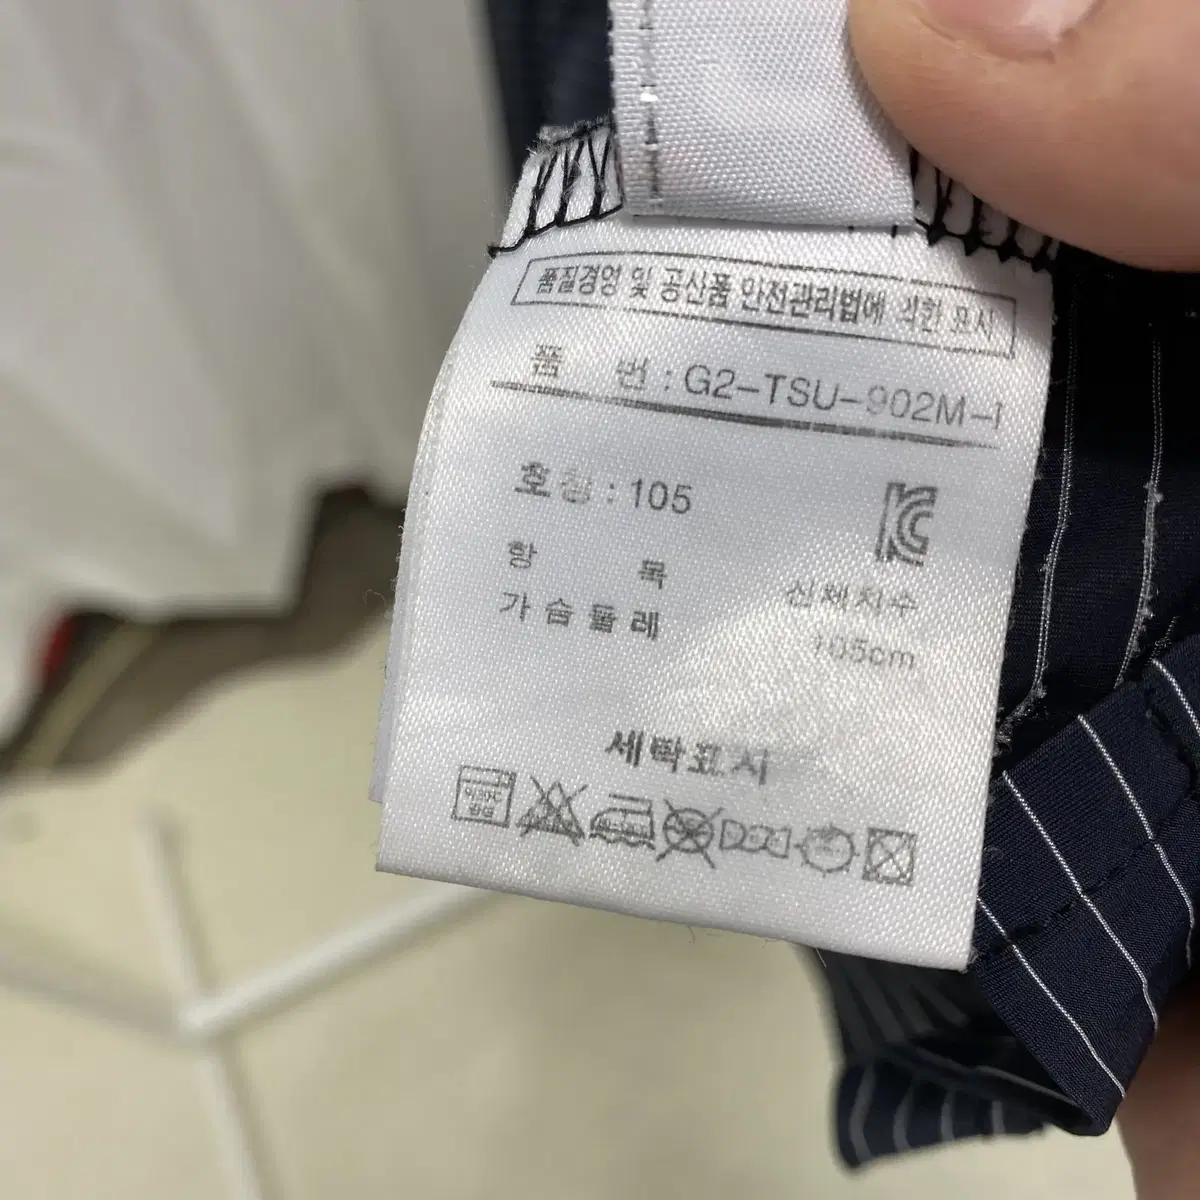 품질경영 및 공산품 안전관리법에 의한 표시
품 번 : G2-TSU-902M-1
호칭 : 105
항 목 신체치수
가슴둘레 105cm
세탁표시